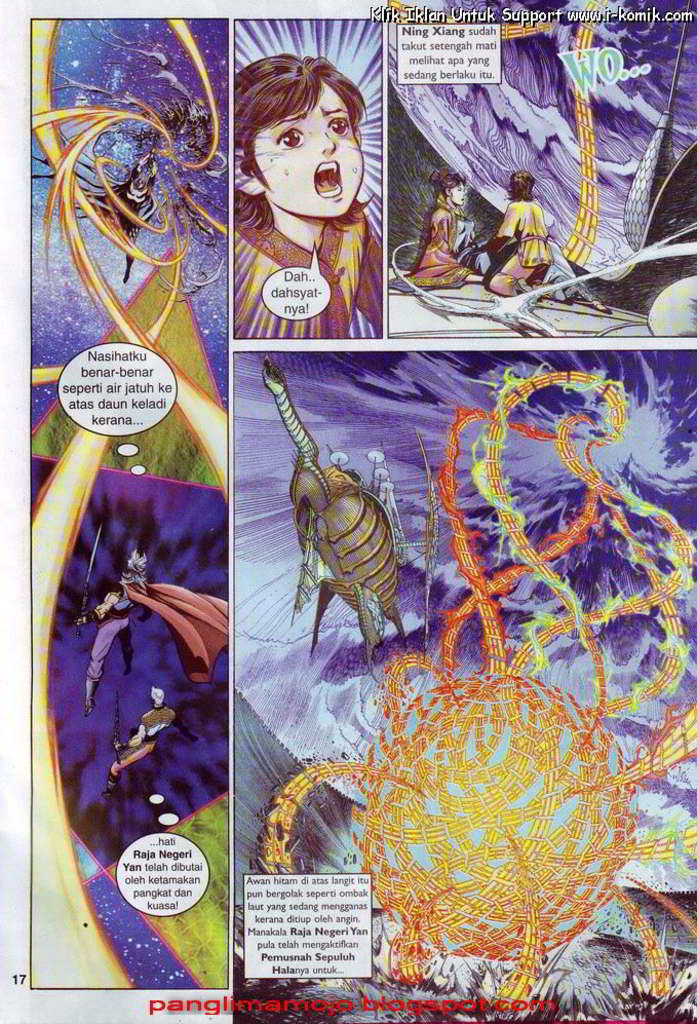 Klik Iklan Untuk Support www.i-komik.com
Nasihatku
benar-benar
seperti air jatuh ke
atas daun keladi
kerana...
...hati
Raja Negeri
Yan telah dibutai
oleh ketamakan
pangkat dan
kuasa!
Dah..
dahsyat-
nya!
Ning Xiang sudah
takut setengah mati
melihat apa yang
sedang berlaku itu.
WO...
Awan hitam di atas langit itu
pun bergolak seperti ombak
laut yang sedang mengganas
kerana ditiup oleh angin.
Manakala Raja Negeri Yan
pula telah mengaktifkan
Pemusnah Sepuluh
Halanya untuk...
17
panglimamojo.blogspot.com